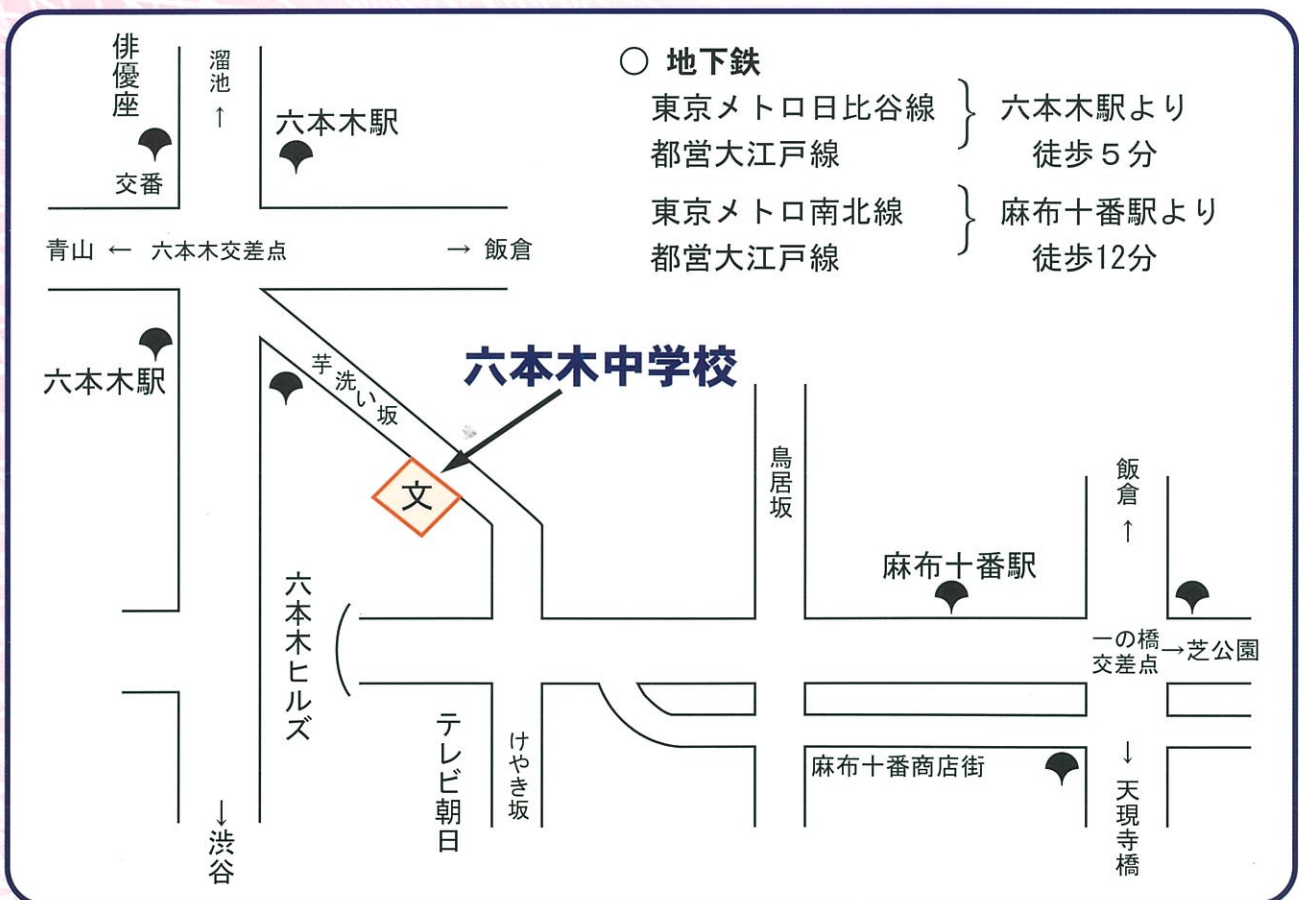 俳優座
溜池
↑
六本木駅
交番
青山 ← 六本木交差点
→ 飯倉
○ 地下鉄
東京メトロ日比谷線
都営大江戸線
六本木駅より
徒歩5分
東京メトロ南北線
都営大江戸線
麻布十番駅より
徒歩12分
六本木駅
芋洗い坂
六本木中学校
文
鳥居坂
飯倉
↑
麻布十番駅
一の橋
交差点
→芝公園
六本木ヒルズ
テレビ朝日
けやき坂
麻布十番商店街
↓
天現寺橋
↓
渋谷